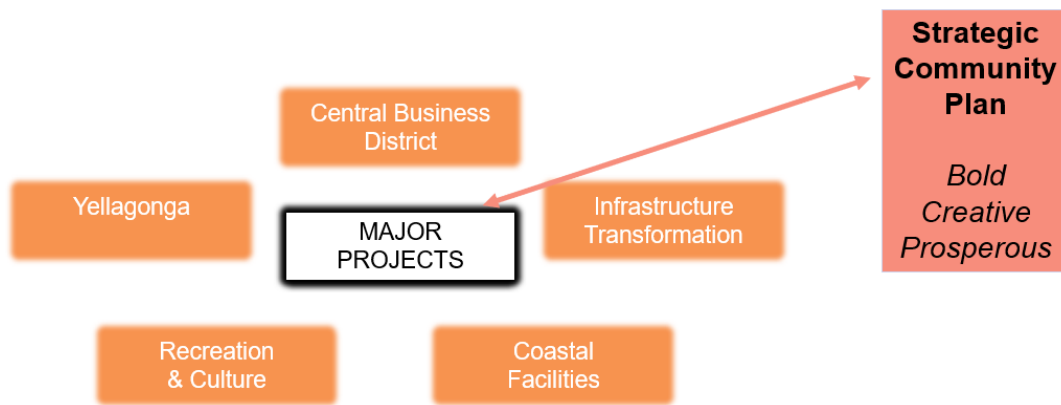 Strategic
Community
Plan
Bold
Creative
Prosperous
Central Business
District
Yellagonga
MAJOR
PROJECTS
Infrastructure
Transformation
Recreation
& Culture
Coastal
Facilities